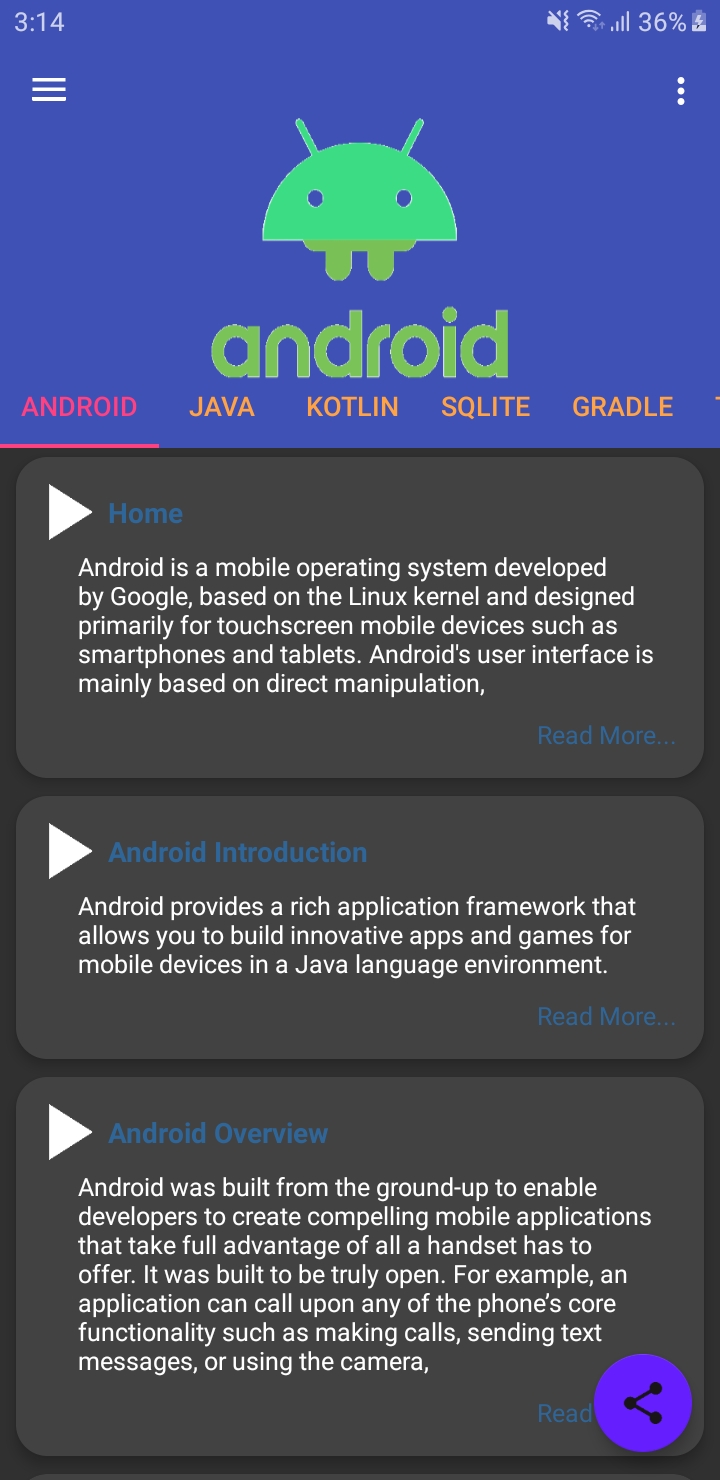 3:14
36%
android
ANDROID JAVA KOTLIN SQLITE GRADLE
Home
Android is a mobile operating system developed
by Google, based on the Linux kernel and designed
primarily for touchscreen mobile devices such as
smartphones and tablets. Android's user interface is
mainly based on direct manipulation,
Read More...
Android Introduction
Android provides a rich application framework that
allows you to build innovative apps and games for
mobile devices in a Java language environment.
Read More...
Android Overview
Android was built from the ground-up to enable
developers to create compelling mobile applications
that take full advantage of all a handset has to
offer. It was built to be truly open. For example, an
application can call upon any of the phone’s core
functionality such as making calls, sending text
messages, or using the camera,
Read